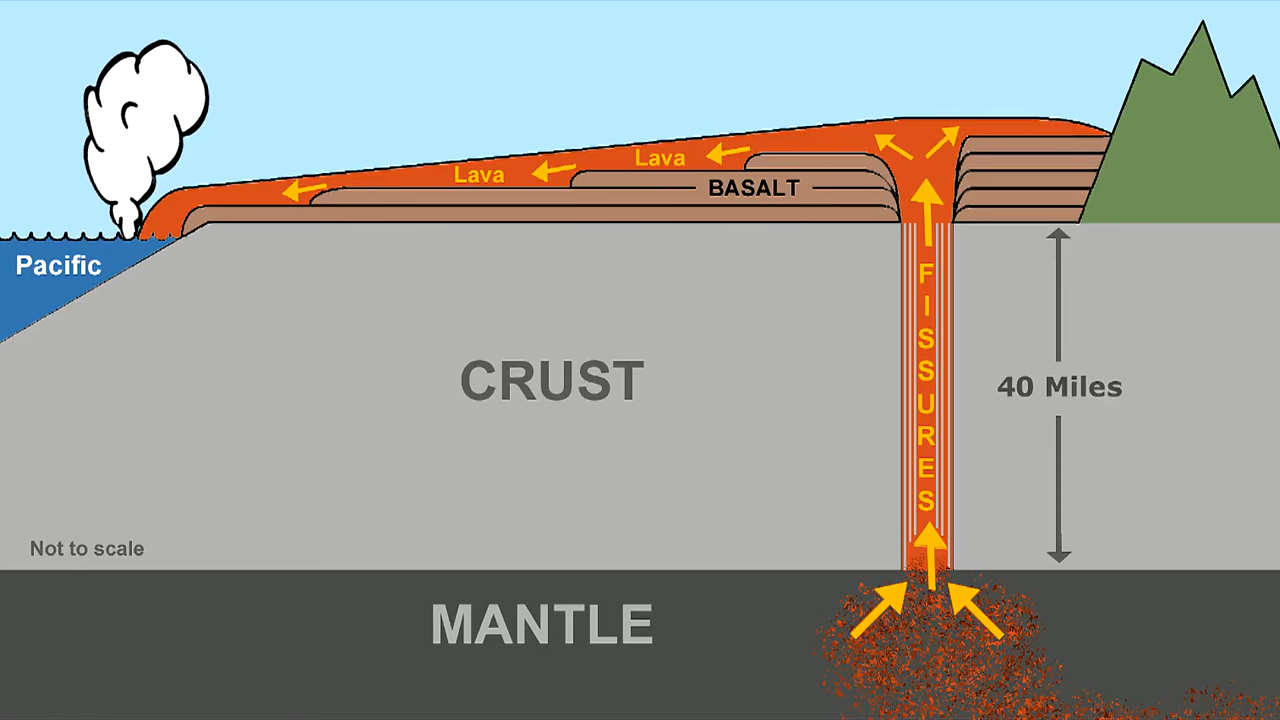 Lava
Lava
BASALT
Pacific
FISSURES
CRUST
40 Miles
Not to scale
MANTLE